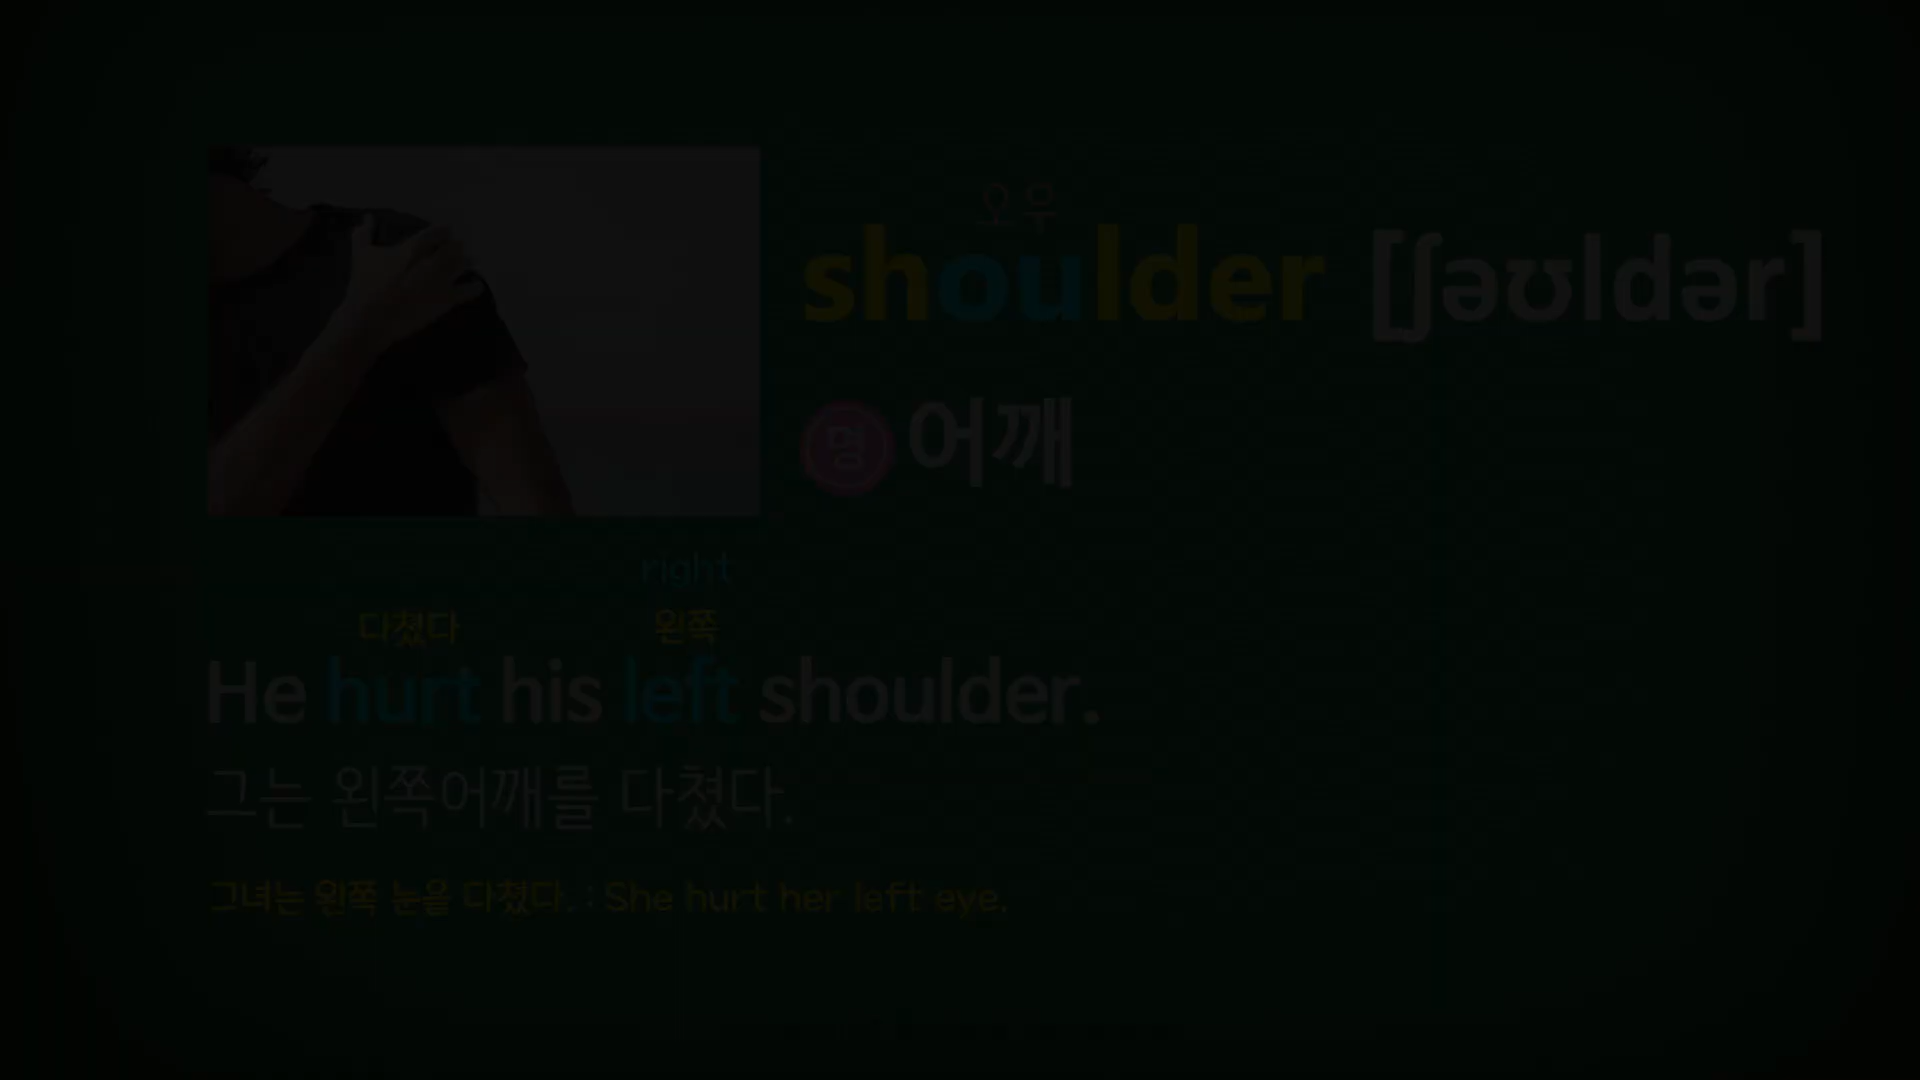 오우
shoulder [ʃəʊldər]
명 어깨
right
다쳤다 왼쪽
He hurt his left shoulder.
그는 왼쪽어깨를 다쳤다.
그녀는 왼쪽 눈을 다쳤다. : She hurt her left eye.